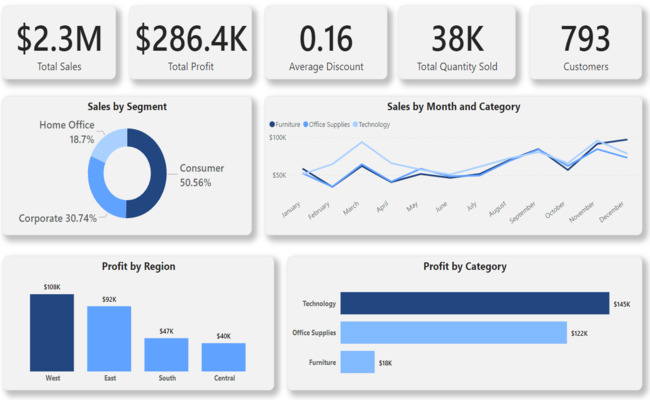 $2.3M
Total Sales
$286.4K
Total Profit
0.16
Average Discount
38K
Total Quantity Sold
793
Customers
Sales by Segment
Home Office
18.7%
Consumer
50.56%
Corporate 30.74%
Sales by Month and Category
Furniture Office Supplies Technology
$100K
$50K
January February March April May June July August September October November December
Profit by Region
$108K
$92K
$47K
$40K
West East South Central
Profit by Category
Technology $145K
Office Supplies $122K
Furniture $18K